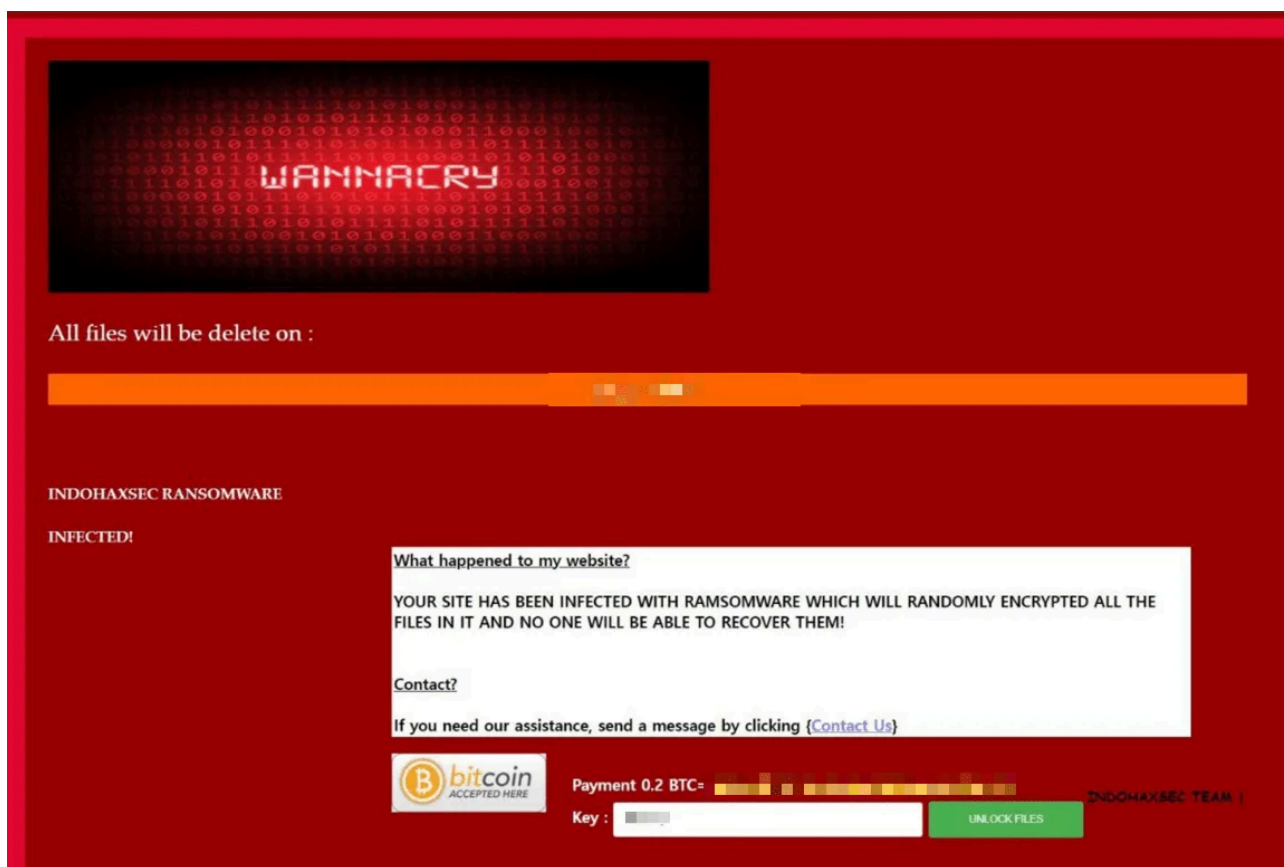 WANNACRY
All files will be delete on :
INDOHAXSEC RANSOMWARE
INFECTED!
What happened to my website?
YOUR SITE HAS BEEN INFECTED WITH RAMSOMWARE WHICH WILL RANDOMLY ENCRYPTED ALL THE
FILES IN IT AND NO ONE WILL BE ABLE TO RECOVER THEM!
Contact?
If you need our assistance, send a message by clicking {Contact Us}
bitcoin
ACCEPTED HERE
Payment 0.2 BTC=
INDOHAXSEC TEAM |
Key :
UNLOCK FILES